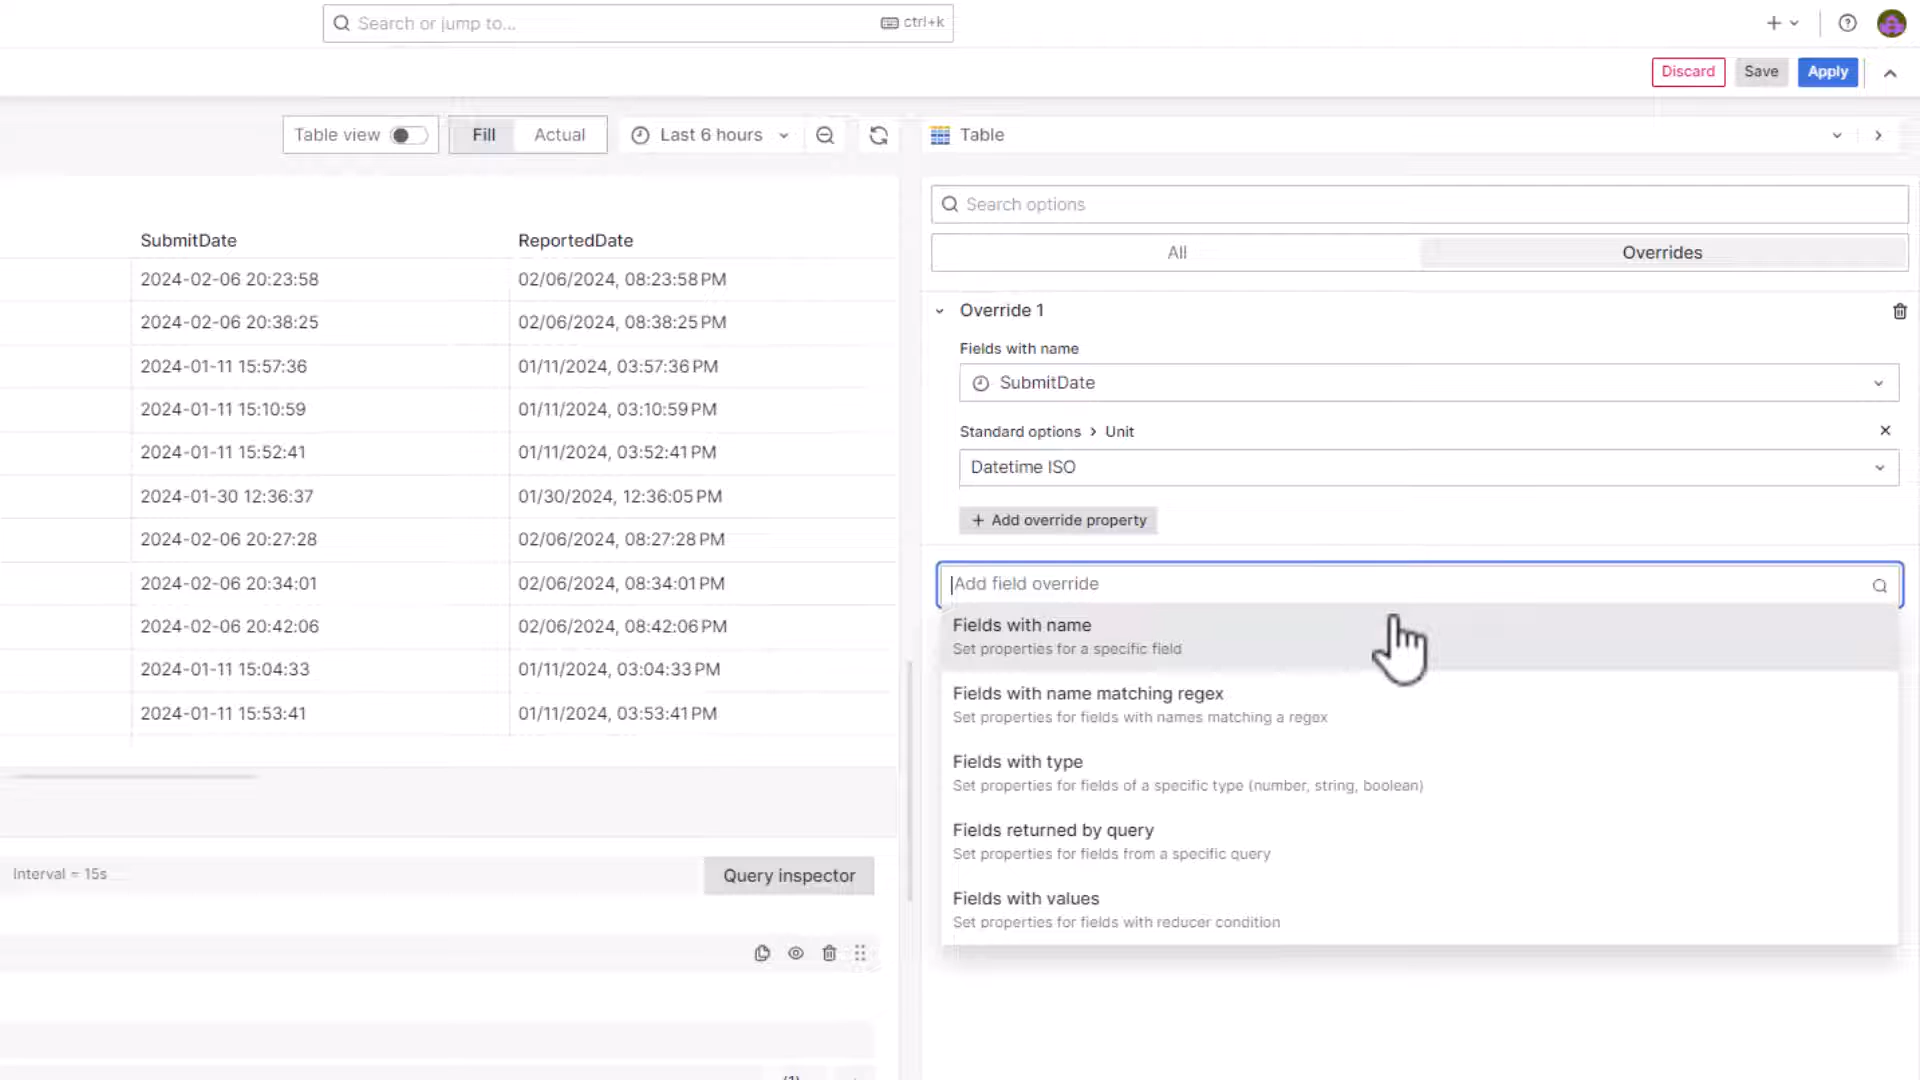 Search or jump to...
ctrl+k
Discard
Save
Apply
Table view
Fill
Actual
Last 6 hours
Table
Search options
All
Overrides
SubmitDate
ReportedDate
2024-02-06 20:23:58
02/06/2024, 08:23:58 PM
2024-02-06 20:38:25
02/06/2024, 08:38:25 PM
2024-01-11 15:57:36
01/11/2024, 03:57:36 PM
2024-01-11 15:10:59
01/11/2024, 03:10:59 PM
2024-01-11 15:52:41
01/11/2024, 03:52:41 PM
2024-01-30 12:36:37
01/30/2024, 12:36:05 PM
2024-02-06 20:27:28
02/06/2024, 08:27:28 PM
2024-02-06 20:34:01
02/06/2024, 08:34:01 PM
2024-02-06 20:42:06
02/06/2024, 08:42:06 PM
2024-01-11 15:04:33
01/11/2024, 03:04:33 PM
2024-01-11 15:53:41
01/11/2024, 03:53:41 PM
Interval = 15s
Query inspector
Override 1
Fields with name
SubmitDate
Standard options > Unit
Datetime ISO
+ Add override property
Add field override
Fields with name
Set properties for a specific field
Fields with name matching regex
Set properties for fields with names matching a regex
Fields with type
Set properties for fields of a specific type (number, string, boolean)
Fields returned by query
Set properties for fields from a specific query
Fields with values
Set properties for fields with reducer condition